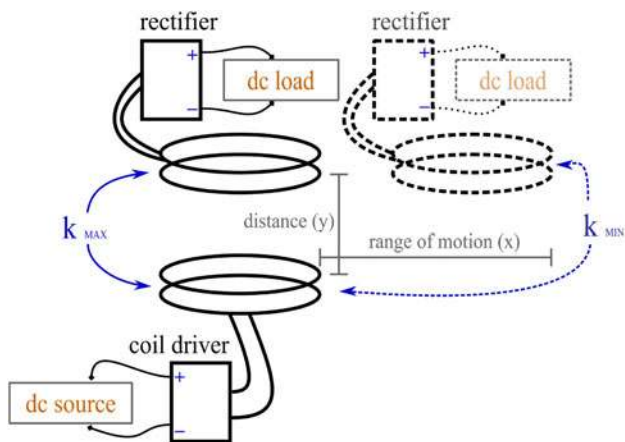 rectifier
rectifier
+
dc load
−
+
dc load
−
k MAX
distance (y)
k MIN
range of motion (x)
coil driver
+
dc source
−